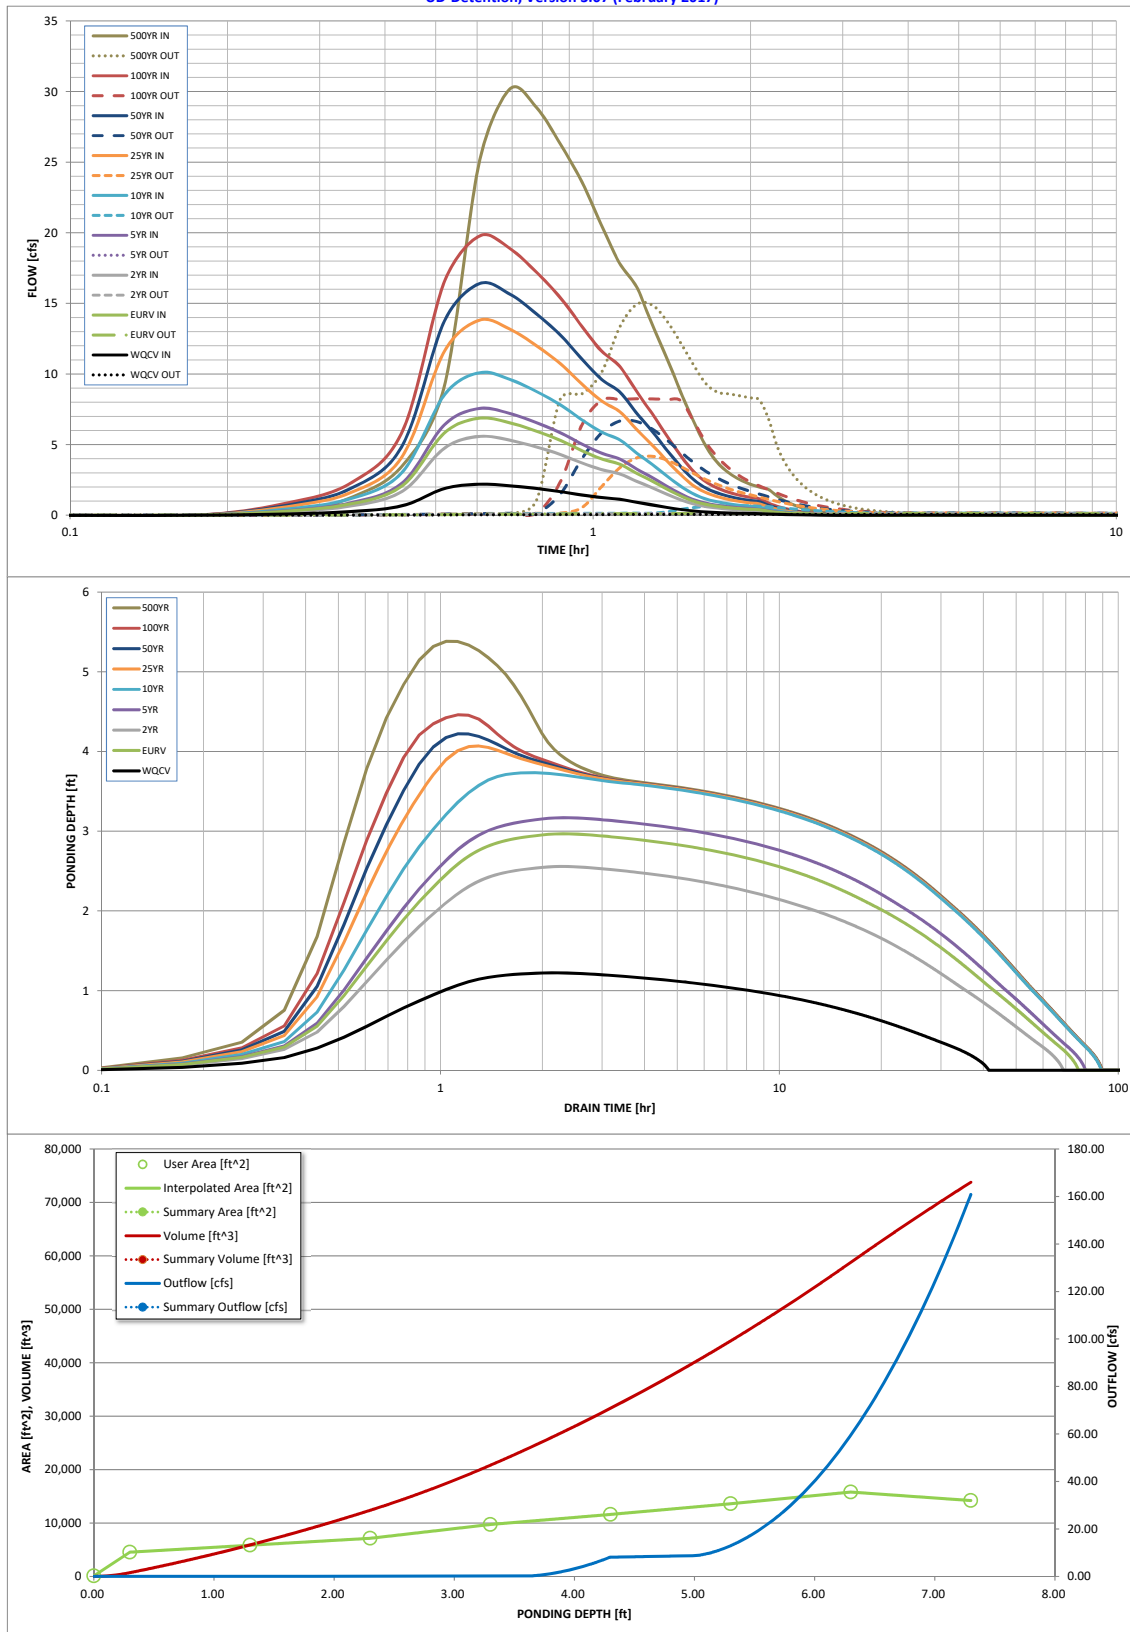 UD-Detention, Version 3.07 (February 2017)
35
30
25
20
15
10
5
0
FLOW [cfs]
500YR IN
500YR OUT
100YR IN
100YR OUT
50YR IN
50YR OUT
25YR IN
25YR OUT
10YR IN
10YR OUT
5YR IN
5YR OUT
2YR IN
2YR OUT
EURV IN
EURV OUT
WQCV IN
WQCV OUT
0.1
1
10
TIME [hr]
6
5
4
3
2
1
0
PONDING DEPTH [ft]
500YR
100YR
50YR
25YR
10YR
5YR
2YR
EURV
WQCV
0.1
1
10
100
DRAIN TIME [hr]
80,000
70,000
60,000
50,000
40,000
30,000
20,000
10,000
0
AREA [ft^2], VOLUME [ft^3]
User Area [ft^2]
Interpolated Area [ft^2]
Summary Area [ft^2]
Volume [ft^3]
Summary Volume [ft^3]
Outflow [cfs]
Summary Outflow [cfs]
180.00
160.00
140.00
120.00
100.00
80.00
60.00
40.00
20.00
0.00
OUTFLOW [cfs]
0.00
1.00
2.00
3.00
4.00
5.00
6.00
7.00
8.00
PONDING DEPTH [ft]